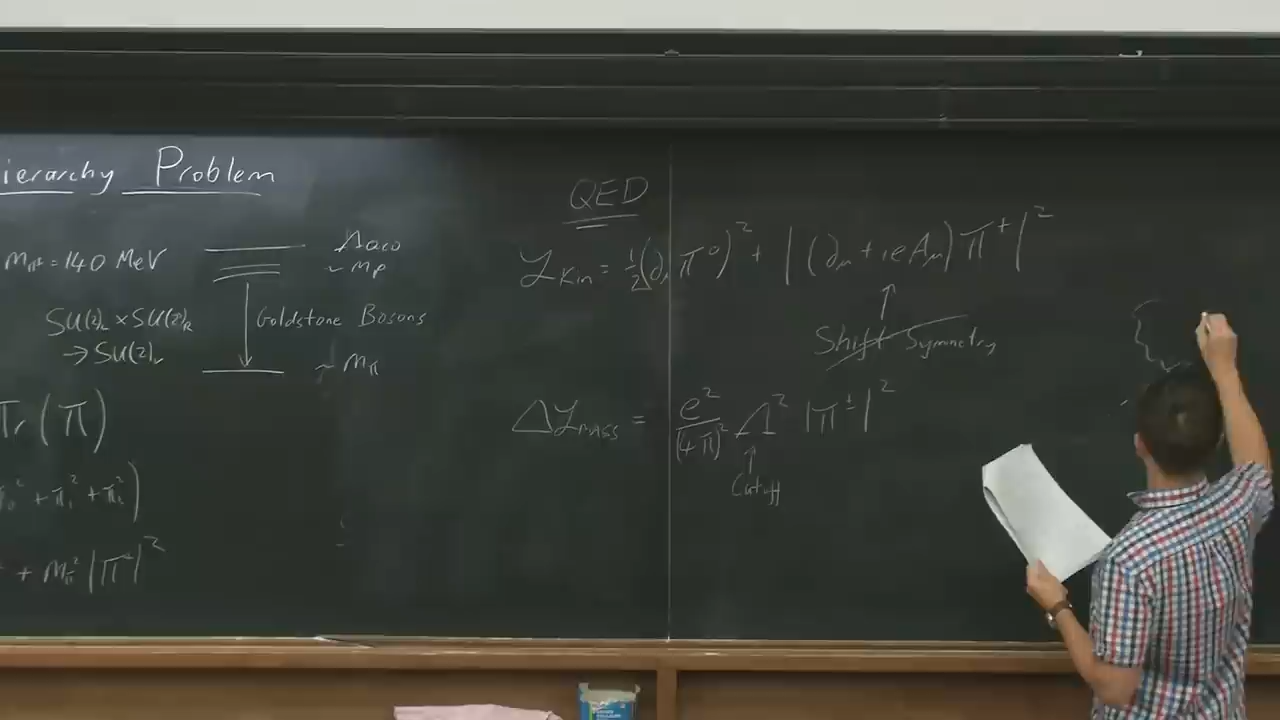 ierarchy Problem
m_π± = 140 MeV
Λ_QCD
~ m_p
SU(2)_L × SU(2)_R
→ SU(2)_V
Goldstone Bosons
~ m_π
Tr(π)
π_0² + π_1² + π_2²)
+ m_π² |π^±|²
QED
ℒ_Kin = ½(∂_μ π⁰)² + |(∂_μ + ieA_μ)π⁺|²
↑
Shift Symmetry
Δℒ_mass = e²/(4π)² Λ² |π^±|²
↑
Cutoff